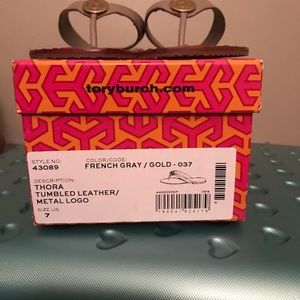 toryburch.com
STYLE NO:
43089
COLOR/CODE:
FRENCH GRAY / GOLD - 037
DESCRIPTION:
THORA
TUMBLED LEATHER/
METAL LOGO
SIZE US
7